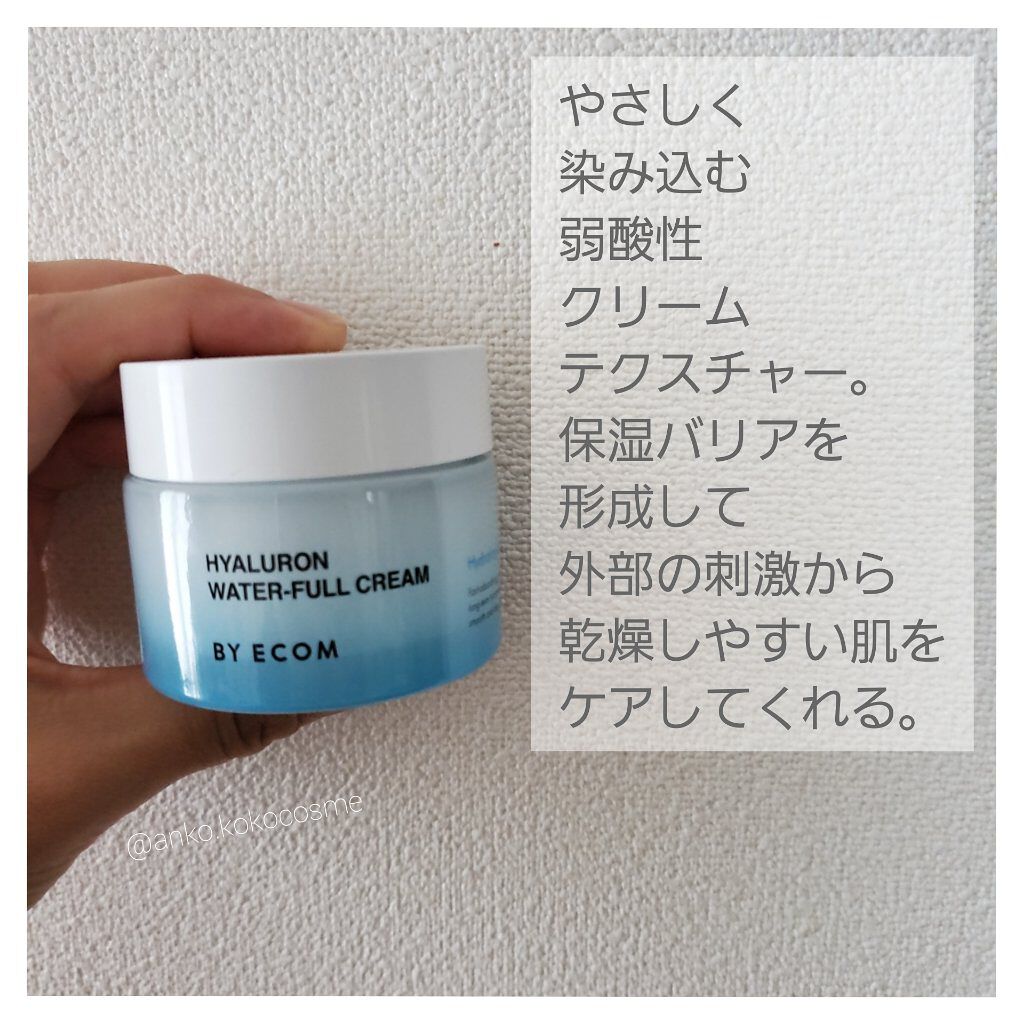 やさしく
染み込む
弱酸性
クリーム
テクスチャー。
保湿バリアを
形成して
外部の刺激から
乾燥しやすい肌を
ケアしてくれる。
HYALURON
WATER-FULL CREAM
BY ECOM
@anko.kokocosme